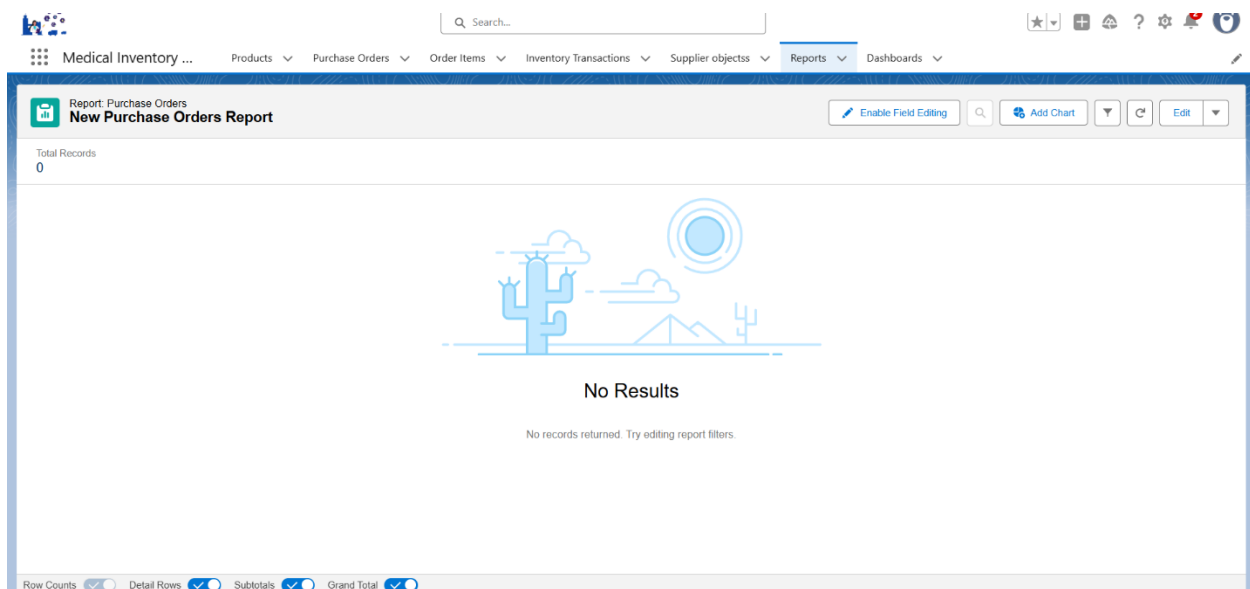 Search...
Medical Inventory ... Products Purchase Orders Order Items Inventory Transactions Supplier objectss Reports Dashboards
Report: Purchase Orders
New Purchase Orders Report
Enable Field Editing Add Chart Edit
Total Records
0
No Results
No records returned. Try editing report filters.
Row Counts Detail Rows Subtotals Grand Total